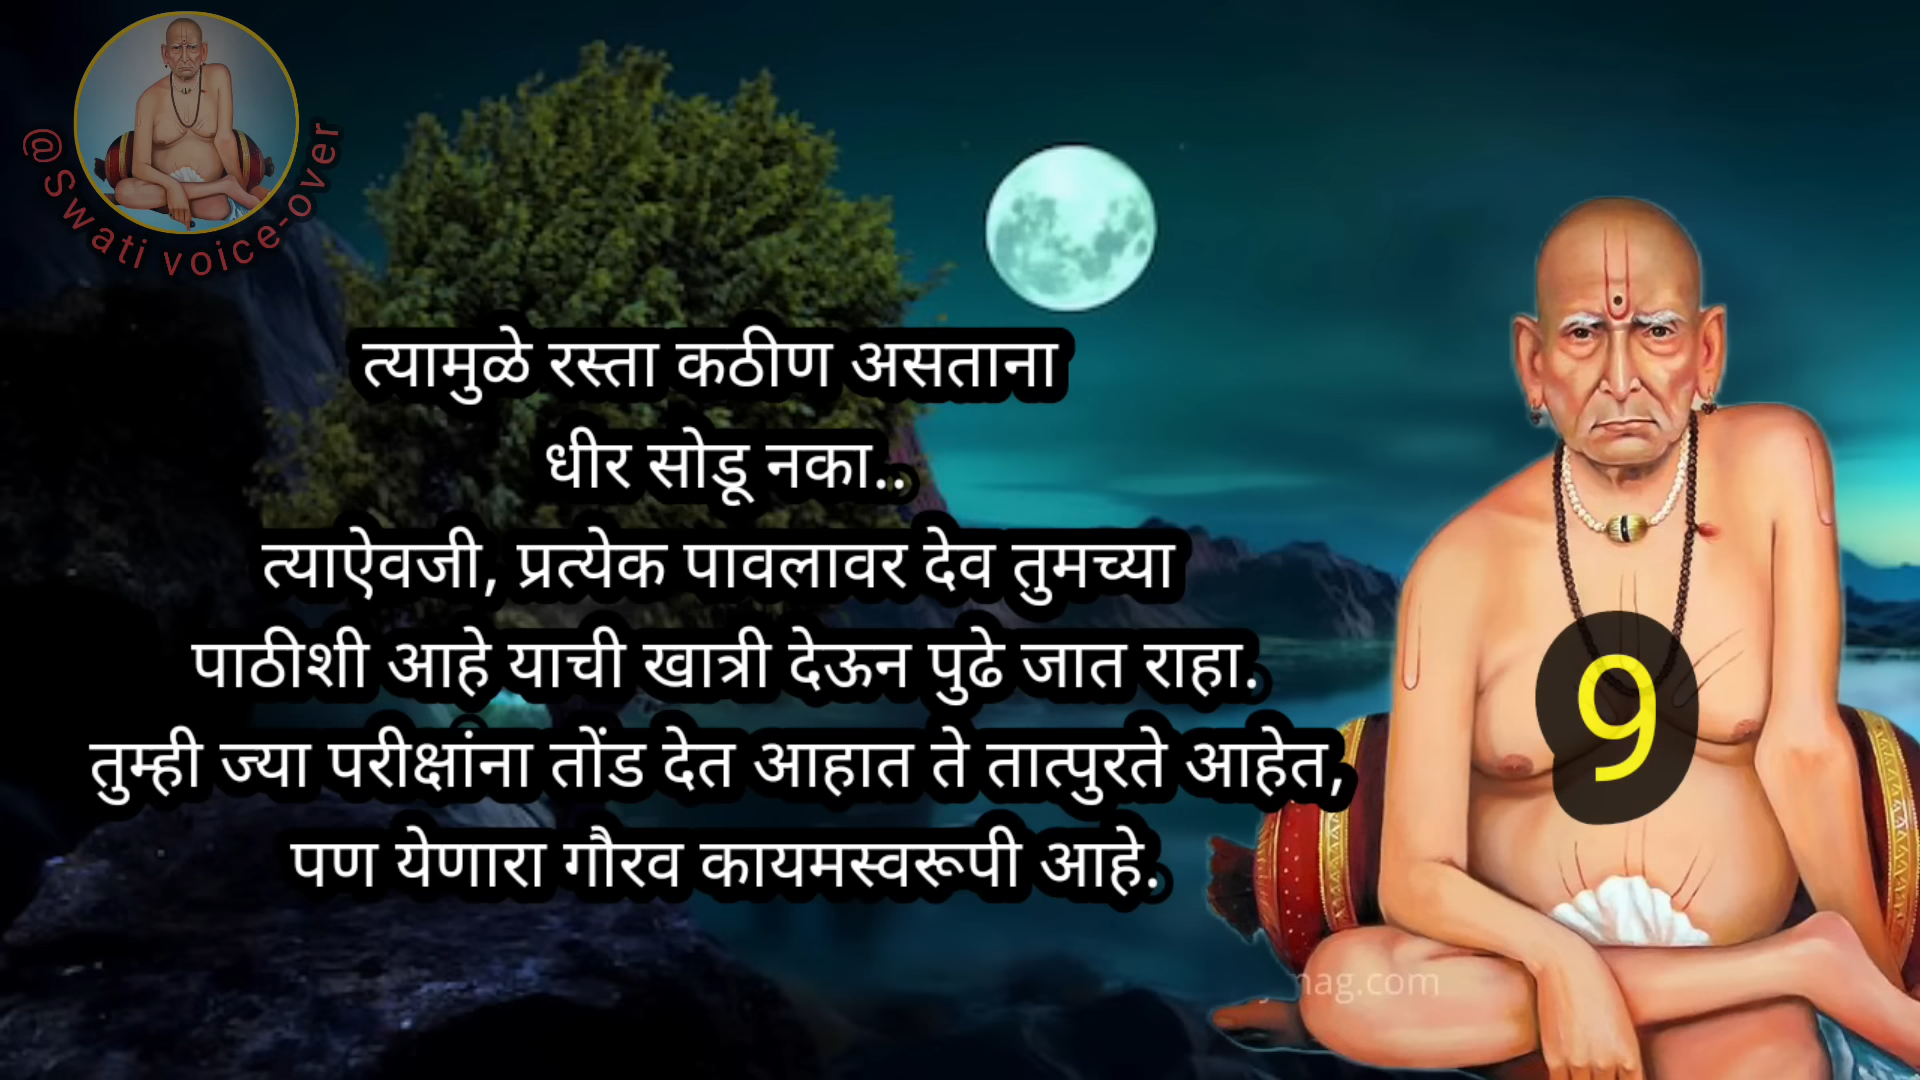 @Swati voice-over
त्यामुळे रस्ता कठीण असताना
धीर सोडू नका..
त्याऐवजी, प्रत्येक पावलावर देव तुमच्या
पाठीशी आहे याची खात्री देऊन पुढे जात राहा.
तुम्ही ज्या परीक्षांना तोंड देत आहात ते तात्पुरते आहेत,
पण येणारा गौरव कायमस्वरूपी आहे.
9